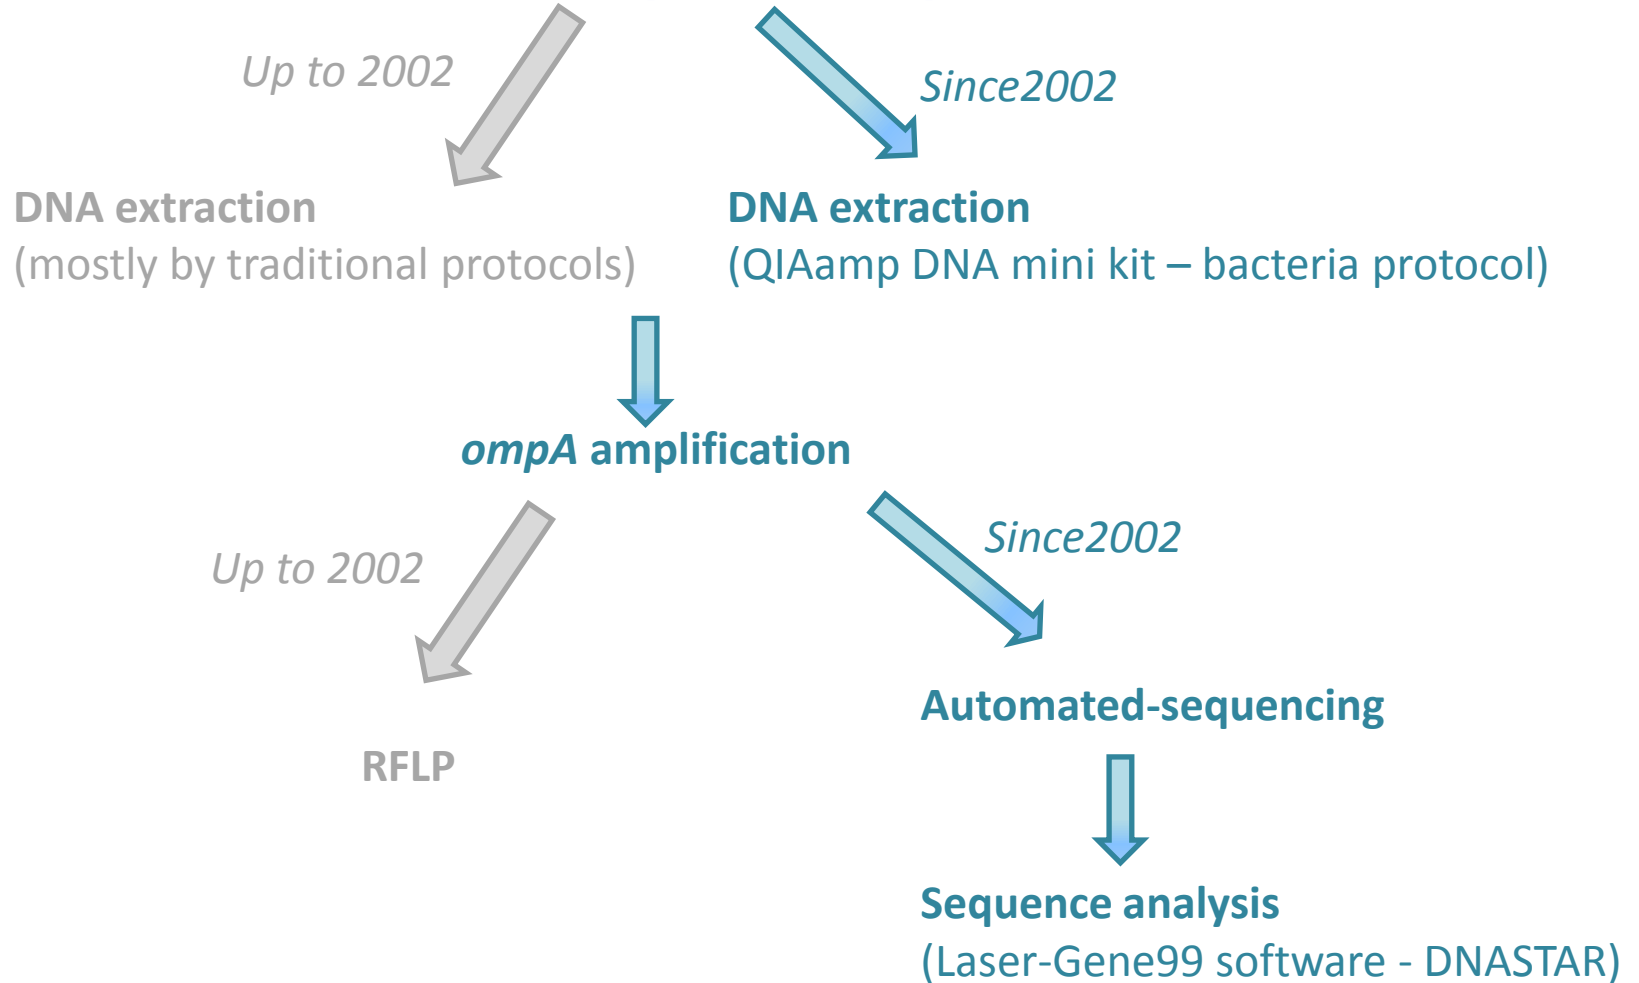 Up to 2002
Since2002
DNA extraction
(mostly by traditional protocols)
DNA extraction
(QIAamp DNA mini kit – bacteria protocol)
ompA amplification
Up to 2002
Since2002
RFLP
Automated-sequencing
Sequence analysis
(Laser-Gene99 software - DNASTAR)